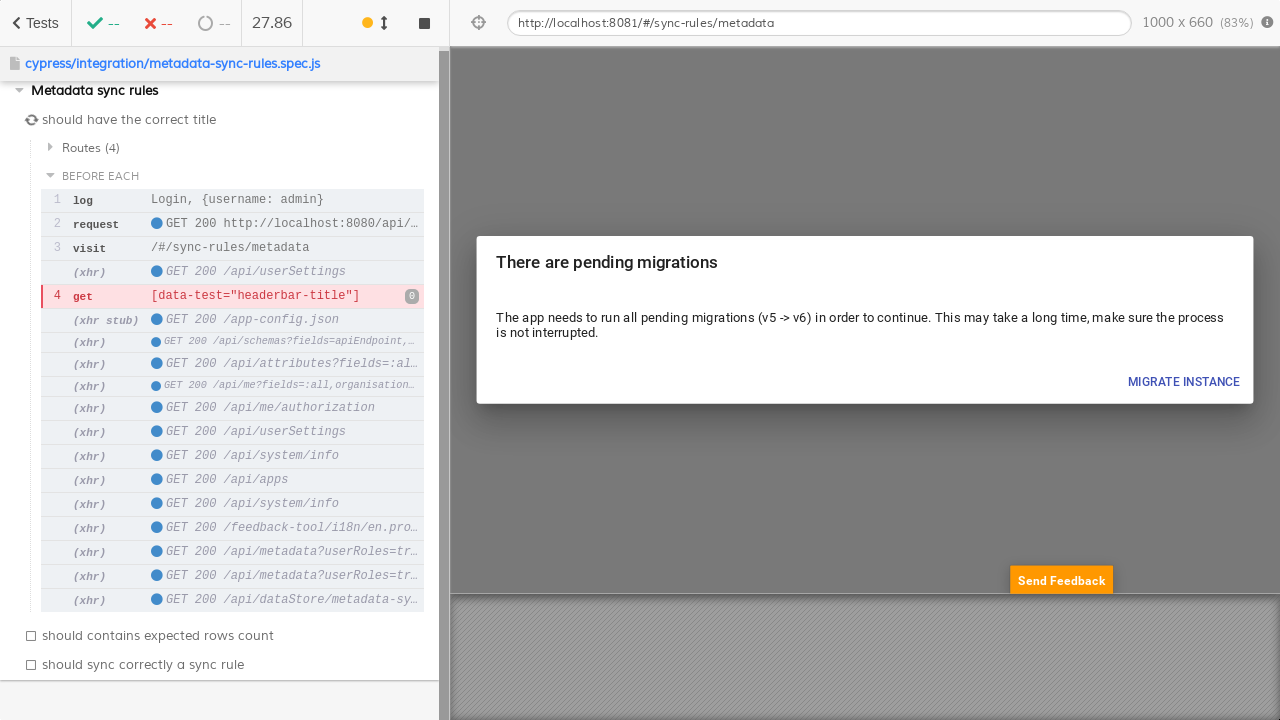 Tests
--
--
--
27.86
http://localhost:8081/#/sync-rules/metadata
1000 x 660 (83%)
cypress/integration/metadata-sync-rules.spec.js
Metadata sync rules
should have the correct title
Routes (4)
BEFORE EACH
1 log Login, {username: admin}
2 request GET 200 http://localhost:8080/api/…
3 visit /#/sync-rules/metadata
(xhr) GET 200 /api/userSettings
4 get [data-test="headerbar-title"] 0
(xhr stub) GET 200 /app-config.json
(xhr) GET 200 /api/schemas?fields=apiEndpoint,…
(xhr) GET 200 /api/attributes?fields=:al…
(xhr) GET 200 /api/me?fields=:all,organisation…
(xhr) GET 200 /api/me/authorization
(xhr) GET 200 /api/userSettings
(xhr) GET 200 /api/system/info
(xhr) GET 200 /api/apps
(xhr) GET 200 /api/system/info
(xhr) GET 200 /feedback-tool/i18n/en.pro…
(xhr) GET 200 /api/metadata?userRoles=tr…
(xhr) GET 200 /api/metadata?userRoles=tr…
(xhr) GET 200 /api/dataStore/metadata-sy…
should contains expected rows count
should sync correctly a sync rule
There are pending migrations
The app needs to run all pending migrations (v5 -> v6) in order to continue. This may take a long time, make sure the process
is not interrupted.
MIGRATE INSTANCE
Send Feedback